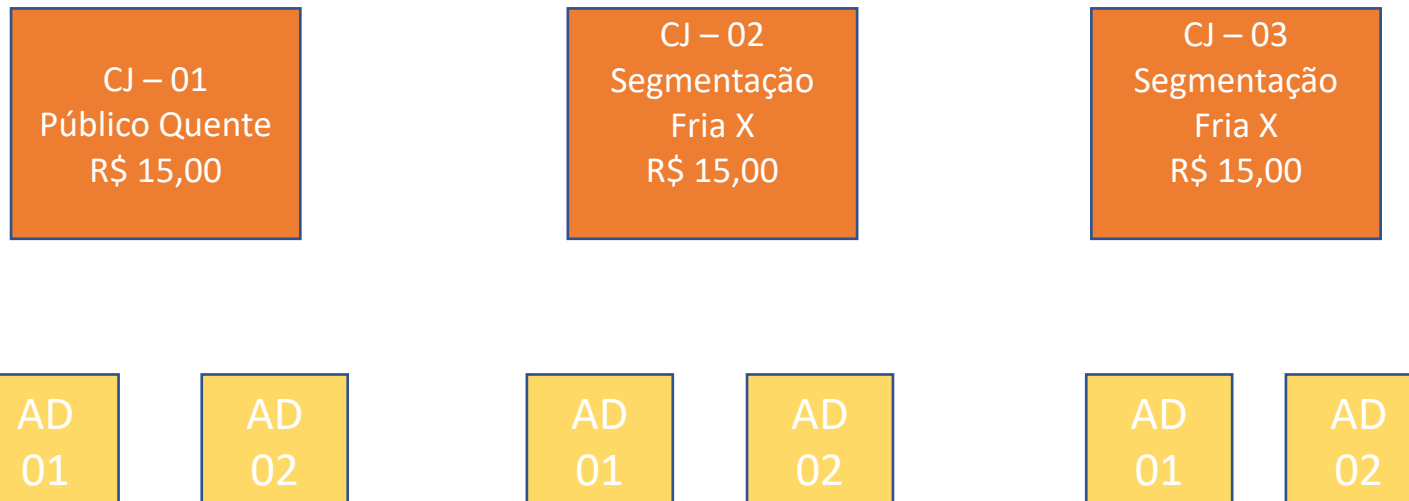 CJ – 01
Público Quente
R$ 15,00
CJ – 02
Segmentação
Fria X
R$ 15,00
CJ – 03
Segmentação
Fria X
R$ 15,00
AD
01
AD
02
AD
01
AD
02
AD
01
AD
02